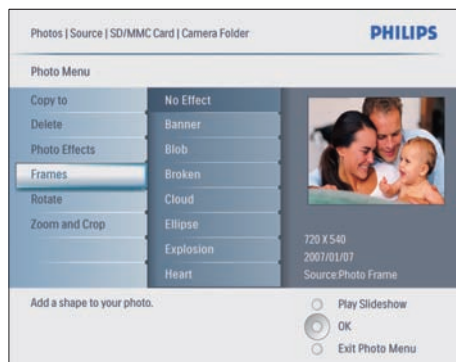 Photos | Source | SD/MMC Card | Camera Folder
PHILIPS
Photo Menu
Copy to
Delete
Photo Effects
Frames
Rotate
Zoom and Crop
No Effect
Banner
Blob
Broken
Cloud
Ellipse
Explosion
Heart
720 X 540
2007/01/07
Source:Photo Frame
Add a shape to your photo.
Play Slideshow
OK
Exit Photo Menu